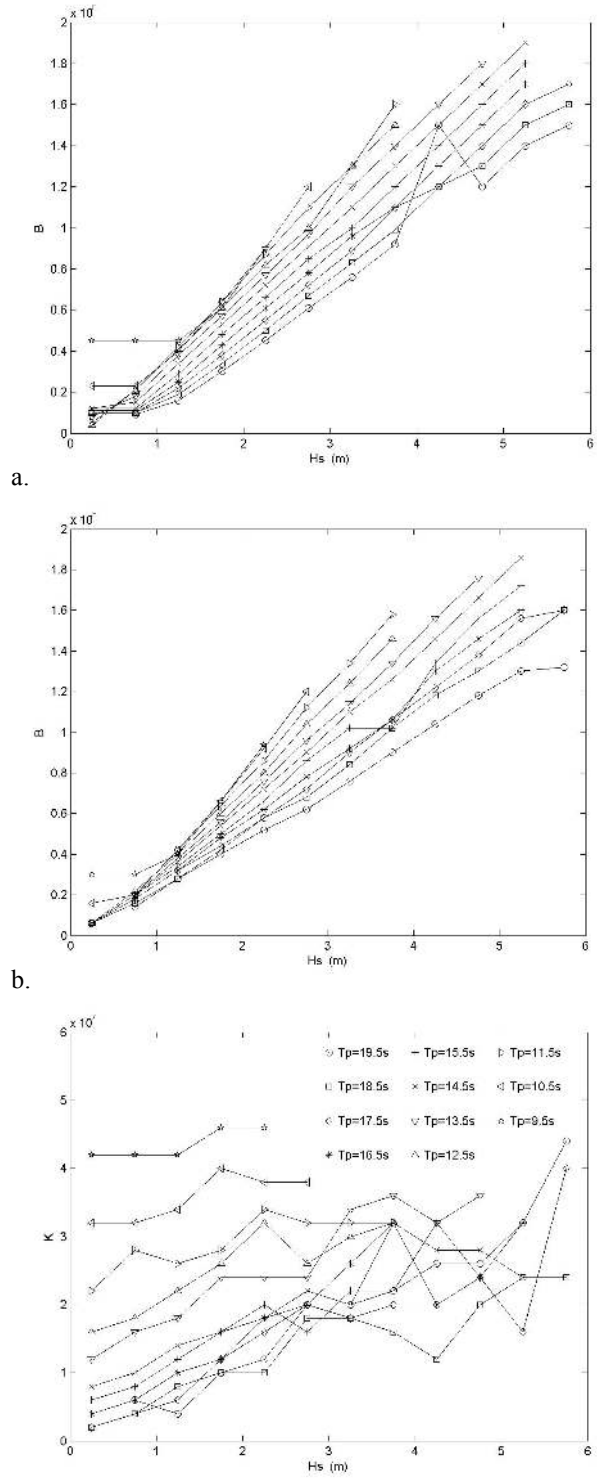 x 10⁷
2
1.8
1.6
1.4
1.2
1
0.8
0.6
0.4
0.2
0
B
0 1 2 3 4 5 6
Hs (m)
a.
x 10⁷
2
1.8
1.6
1.4
1.2
1
0.8
0.6
0.4
0.2
0
B
0 1 2 3 4 5 6
Hs (m)
b.
x 10⁷
6
5
4
3
2
1
0
K
Tp=19.5s Tp=15.5s Tp=11.5s
Tp=18.5s Tp=14.5s Tp=10.5s
Tp=17.5s Tp=13.5s Tp=9.5s
Tp=16.5s Tp=12.5s
0 1 2 3 4 5 6
Hs (m)